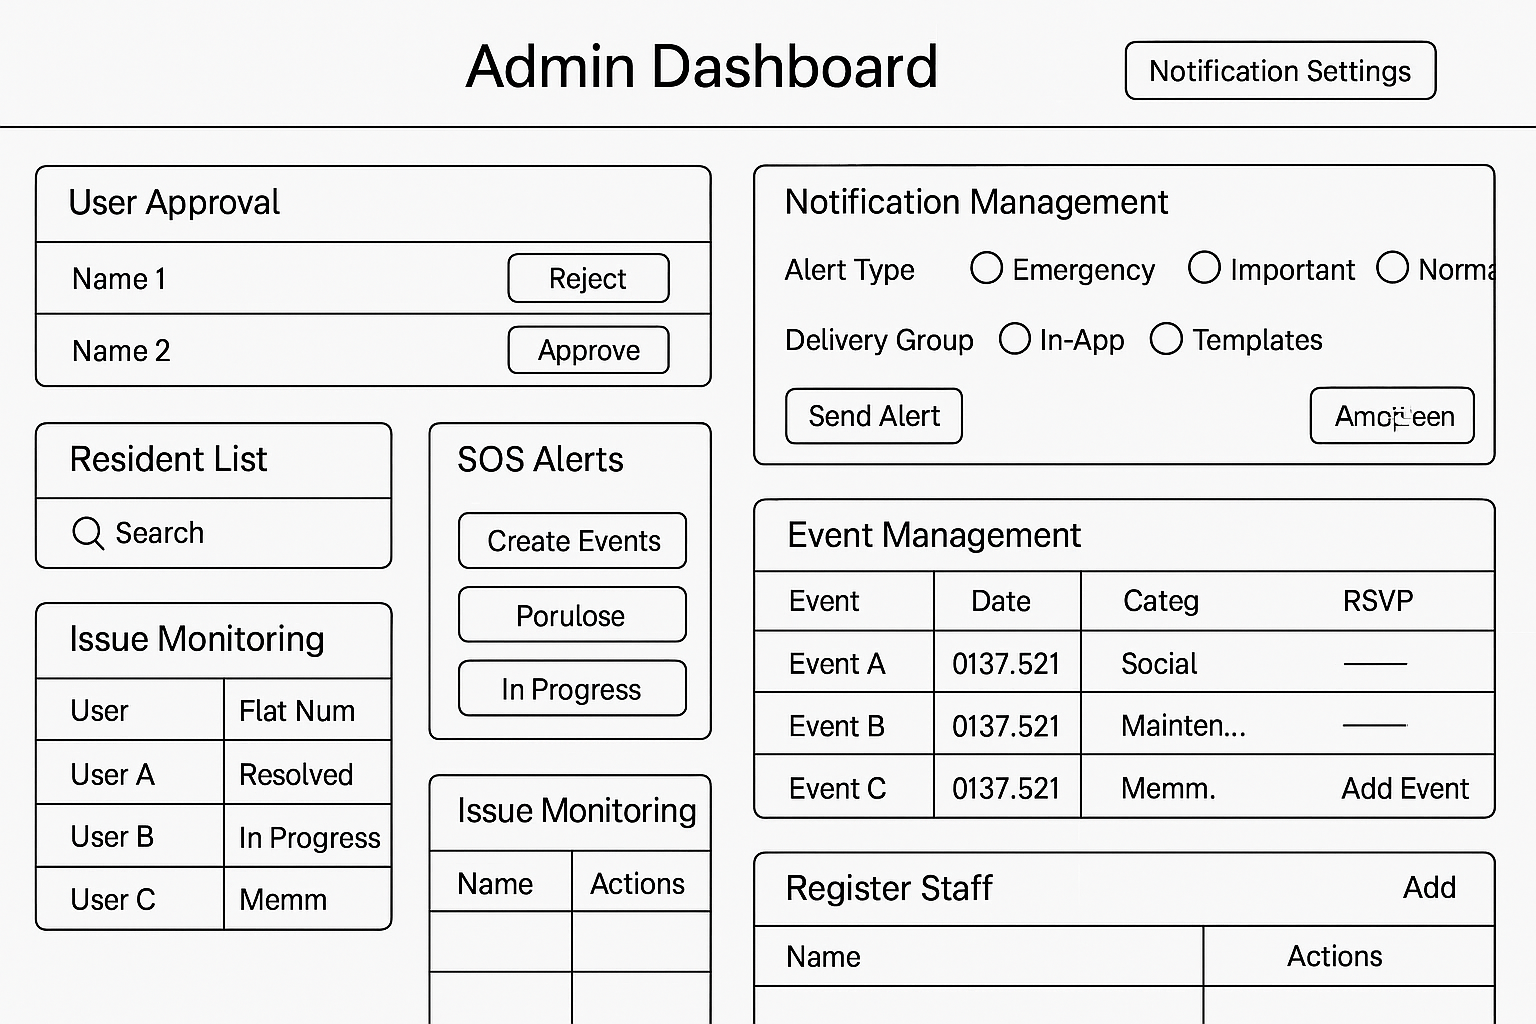 Admin Dashboard
Notification Settings
User Approval
Name 1
Reject
Name 2
Approve
Resident List
Search
Issue Monitoring
User
Flat Num
User A
Resolved
User B
In Progress
User C
Memm
SOS Alerts
Create Events
Porulose
In Progress
Issue Monitoring
Name
Actions
Notification Management
Alert Type
Emergency
Important
Norma
Delivery Group
In-App
Templates
Send Alert
Event Management
Event
Date
Categ
RSVP
Event A
0137.521
Social
Event B
0137.521
Mainten...
Event C
0137.521
Memm.
Add Event
Register Staff
Add
Name
Actions